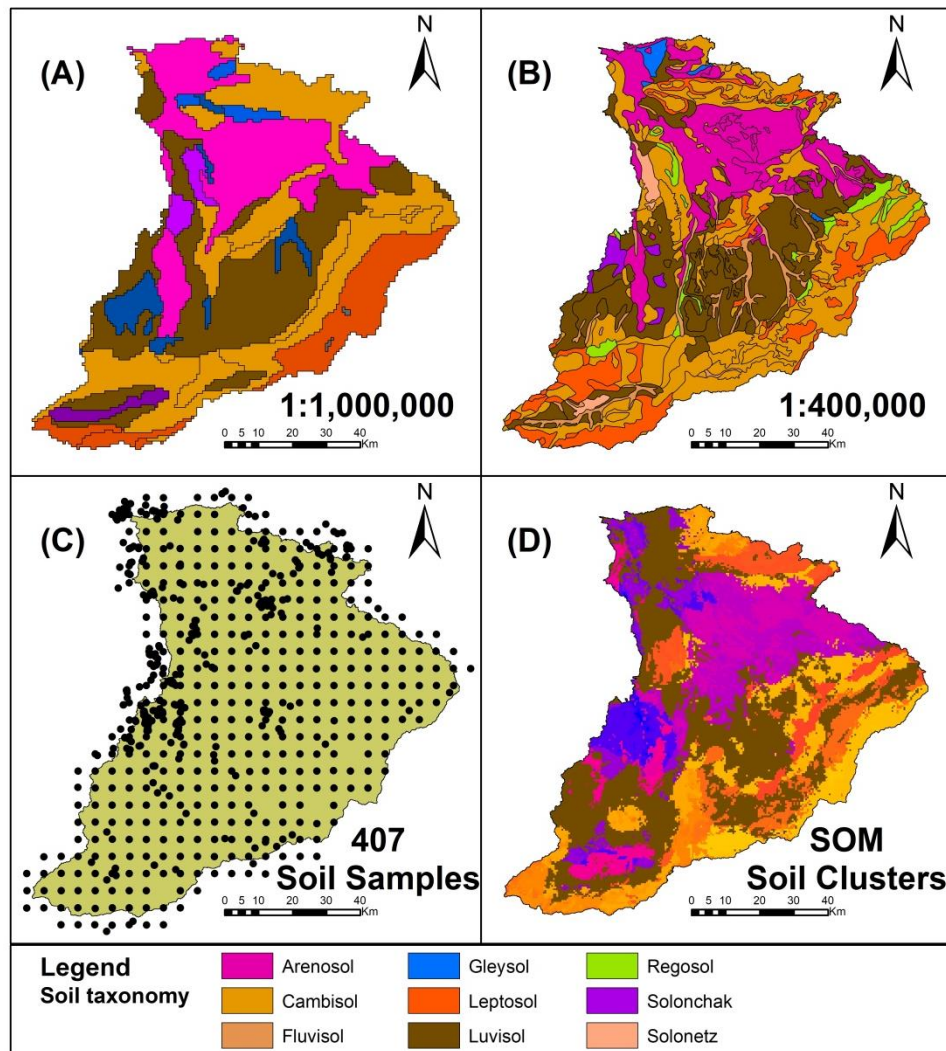 N
(A)
1:1,000,000
0 5 10 20 30 40
Km
N
(B)
1:400,000
0 5 10 20 30 40
Km
N
(C)
407
Soil Samples
0 5 10 20 30 40
Km
N
(D)
SOM
Soil Clusters
0 5 10 20 30 40
Km
Legend
Soil taxonomy
Arenosol
Cambisol
Fluvisol
Gleysol
Leptosol
Luvisol
Regosol
Solonchak
Solonetz